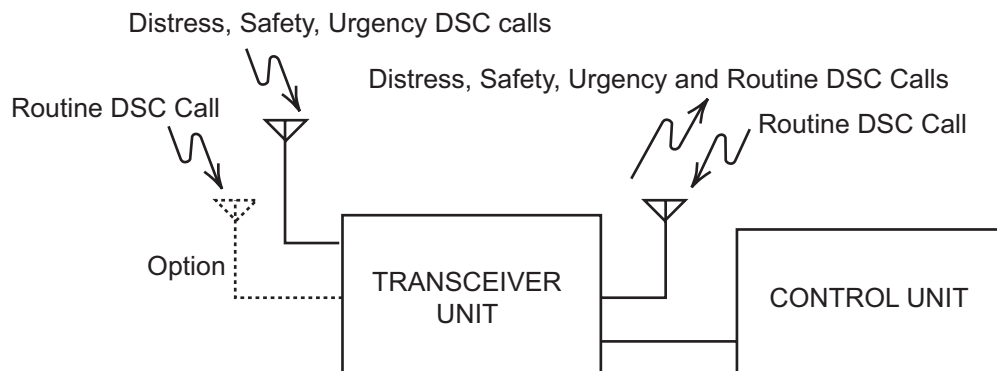 Distress, Safety, Urgency DSC calls
Distress, Safety, Urgency and Routine DSC Calls
Routine DSC Call
Routine DSC Call
Option
TRANSCEIVER
UNIT
CONTROL UNIT